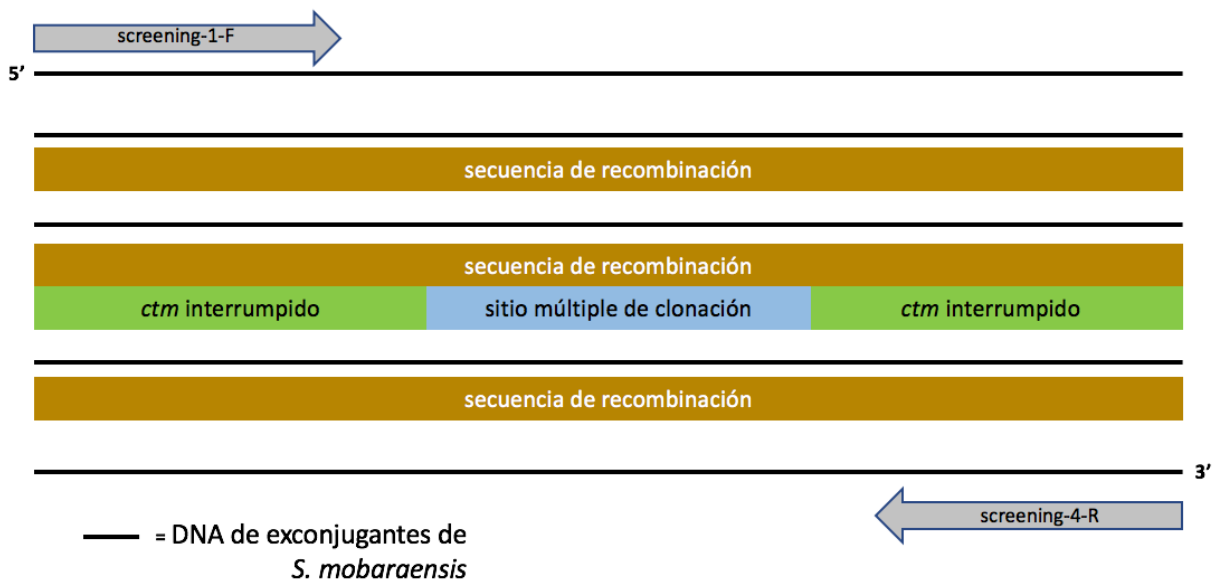 screening-1-F
5’
secuencia de recombinación
secuencia de recombinación
ctm interrumpido sitio múltiple de clonación ctm interrumpido
secuencia de recombinación
3’
screening-4-R
= DNA de exconjugantes de
S. mobaraensis